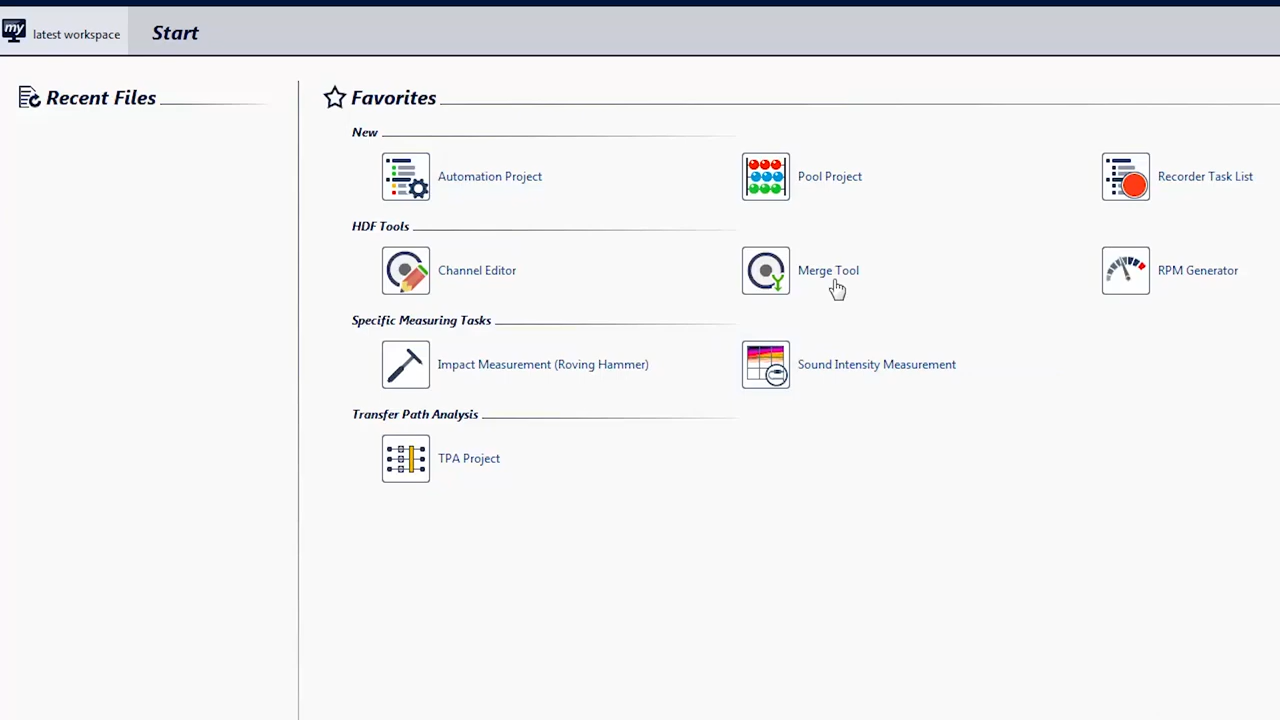 my latest workspace Start
Recent Files
Favorites
New
Automation Project Pool Project Recorder Task List
HDF Tools
Channel Editor Merge Tool RPM Generator
Specific Measuring Tasks
Impact Measurement (Roving Hammer) Sound Intensity Measurement
Transfer Path Analysis
TPA Project